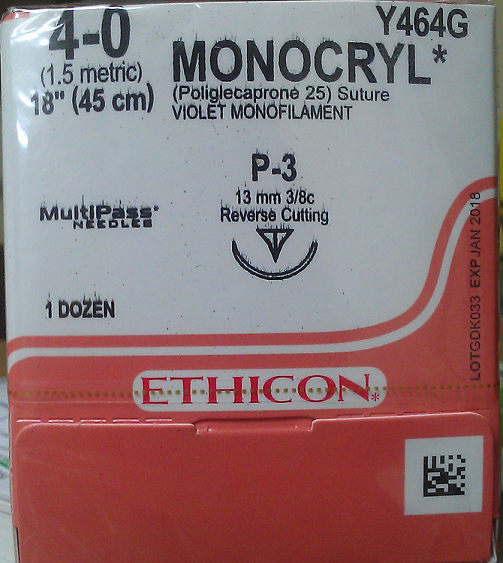 4-0
(1.5 metric)
18" (45 cm)
Y464G
MONOCRYL*
(Poliglecaprone 25) Suture
VIOLET MONOFILAMENT
P-3
13 mm 3/8c
Reverse Cutting
MultiPass*
NEEDLES
1 DOZEN
LOTGDK033 EXP JAN 2018
ETHICON*